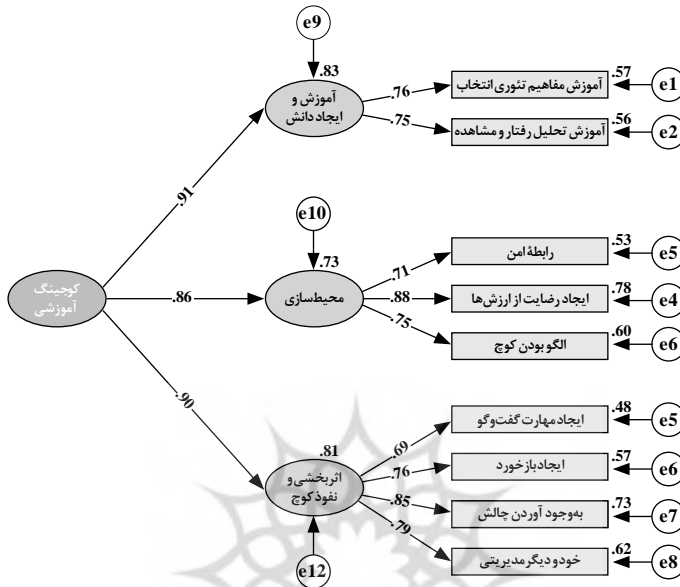 e9
.83
آموزش و
ایجاد دانش
.76
.75
آموزش مفاهیم تئوری انتخاب
.57
e1
آموزش تحلیل رفتار و مشاهده
.56
e2
.91
e10
.73
محیط‌سازی
.71
.88
.75
رابطهٔ امن
.53
e5
ایجاد رضایت از ارزش‌ها
.78
e4
الگو بودن کوچ
.60
e6
کوچینگ
آموزشی
.86
.90
.81
اثربخشی و
نفوذ کوچ
e12
.69
.76
.85
.79
ایجاد مهارت گفت‌وگو
.48
e5
ایجاد بازخورد
.57
e6
به‌وجود آوردن چالش
.73
e7
خود و دیگر مدیریتی
.62
e8